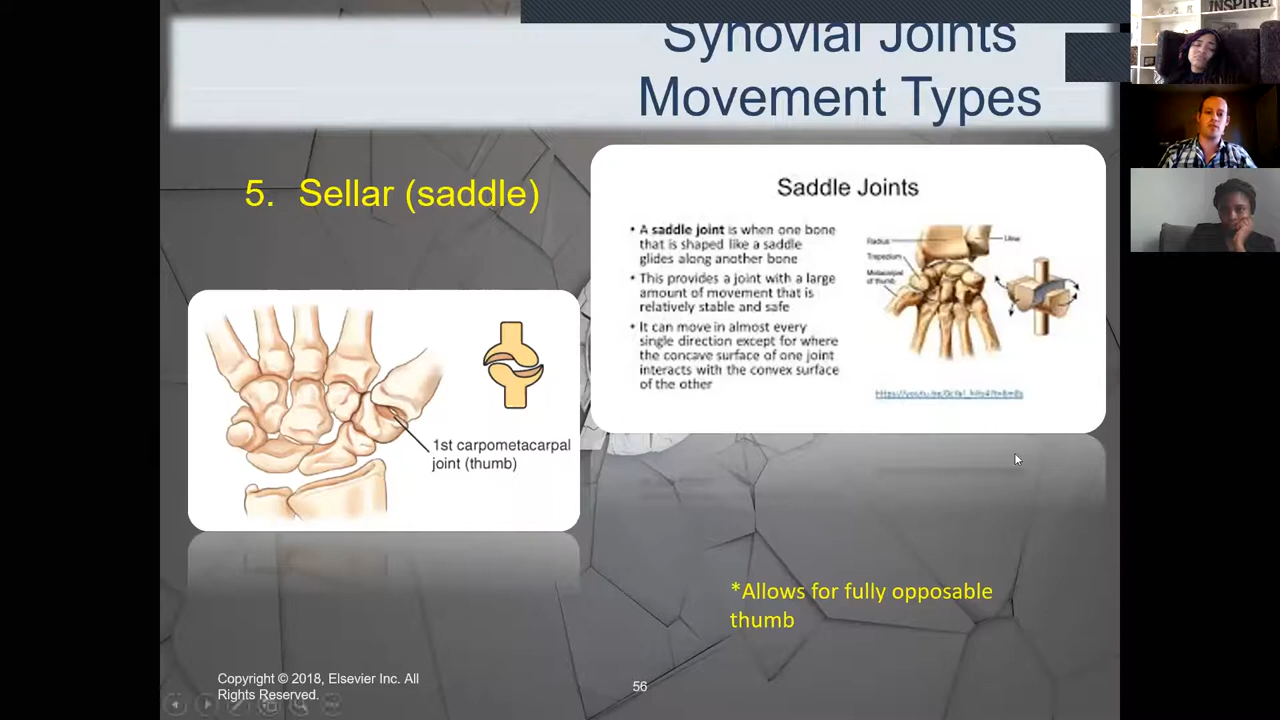 INSPIRE
Synovial Joints
Movement Types
5. Sellar (saddle)
1st carpometacarpal
joint (thumb)
Saddle Joints
• A saddle joint is when one bone
that is shaped like a saddle
glides along another bone
• This provides a joint with a large
amount of movement that is
relatively stable and safe
• It can move in almost every
single direction except for where
the concave surface of one joint
interacts with the convex surface
of the other
Radius
Ulna
Trapezium
Metacarpal
of thumb
*Allows for fully opposable
thumb
Copyright © 2018, Elsevier Inc. All
Rights Reserved.
56